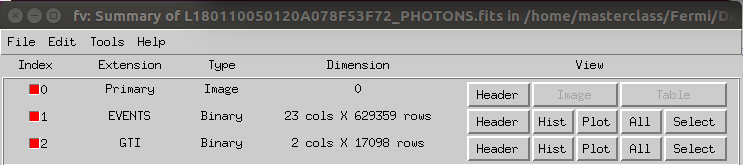 fv: Summary of L180110050120A078F53F72_PHOTONS.fits in /home/masterclass/Fermi/Da
File Edit Tools Help
Index Extension Type Dimension View
0 Primary Image 0 Header Image Table
1 EVENTS Binary 23 cols X 629359 rows Header Hist Plot All Select
2 GTI Binary 2 cols X 17098 rows Header Hist Plot All Select